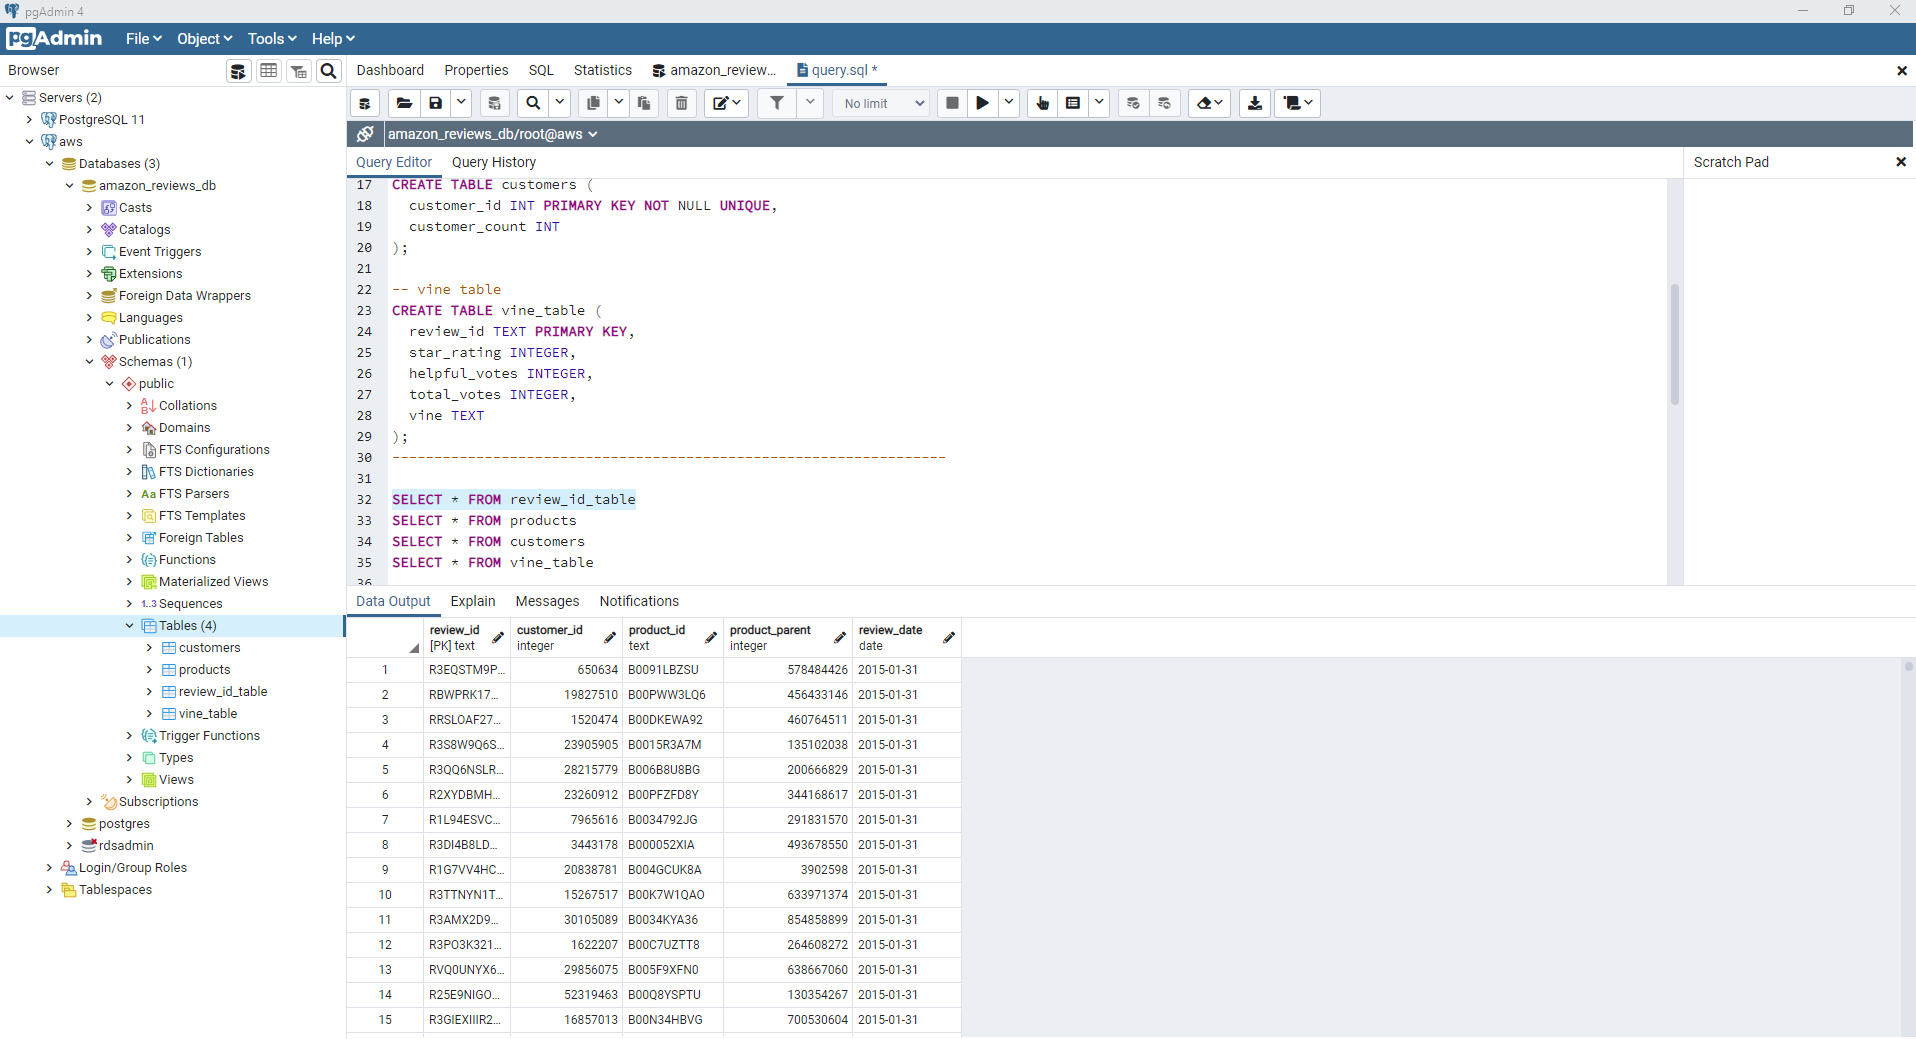 pgAdmin 4
pgAdmin File Object Tools Help
Browser
Dashboard Properties SQL Statistics amazon_review... query.sql *
No limit
amazon_reviews_db/root@aws
Query Editor Query History
Scratch Pad
Servers (2)
PostgreSQL 11
aws
Databases (3)
amazon_reviews_db
Casts
Catalogs
Event Triggers
Extensions
Foreign Data Wrappers
Languages
Publications
Schemas (1)
public
Collations
Domains
FTS Configurations
FTS Dictionaries
Aa FTS Parsers
FTS Templates
Foreign Tables
Functions
Materialized Views
1..3 Sequences
Tables (4)
customers
products
review_id_table
vine_table
Trigger Functions
Types
Views
Subscriptions
postgres
rdsadmin
Login/Group Roles
Tablespaces
17 CREATE TABLE customers (
18 customer_id INT PRIMARY KEY NOT NULL UNIQUE,
19 customer_count INT
20 );
21
22 -- vine table
23 CREATE TABLE vine_table (
24 review_id TEXT PRIMARY KEY,
25 star_rating INTEGER,
26 helpful_votes INTEGER,
27 total_votes INTEGER,
28 vine TEXT
29 );
30 ------------------------------------------------------------------
31
32 SELECT * FROM review_id_table
33 SELECT * FROM products
34 SELECT * FROM customers
35 SELECT * FROM vine_table
36
Data Output Explain Messages Notifications
review_id customer_id product_id product_parent review_date
[PK] text integer text integer date
1 R3EQSTM9P... 650634 B0091LBZSU 578484426 2015-01-31
2 RBWPRK17... 19827510 B00PWW3LQ6 456433146 2015-01-31
3 RRSLOAF27... 1520474 B00DKEWA92 460764511 2015-01-31
4 R3S8W9Q6S... 23905905 B0015R3A7M 135102038 2015-01-31
5 R3QQ6NSLR... 28215779 B006B8U8BG 200666829 2015-01-31
6 R2XYDBMH... 23260912 B00PFZFD8Y 344168617 2015-01-31
7 R1L94ESVC... 7965616 B0034792JG 291831570 2015-01-31
8 R3DI4B8LD... 3443178 B000052XIA 493678550 2015-01-31
9 R1G7VV4HC... 20838781 B004GCUK8A 3902598 2015-01-31
10 R3TTNYN1T... 15267517 B00K7W1QAO 633971374 2015-01-31
11 R3AMX2D9... 30105089 B0034KYA36 854858899 2015-01-31
12 R3PO3K321... 1622207 B00C7UZTT8 264608272 2015-01-31
13 RVQ0UNYX6... 29856075 B005F9XFN0 638667060 2015-01-31
14 R25E9NIGO... 52319463 B00Q8YSPTU 130354267 2015-01-31
15 R3GIEXIIIR2... 16857013 B00N34HBVG 700530604 2015-01-31